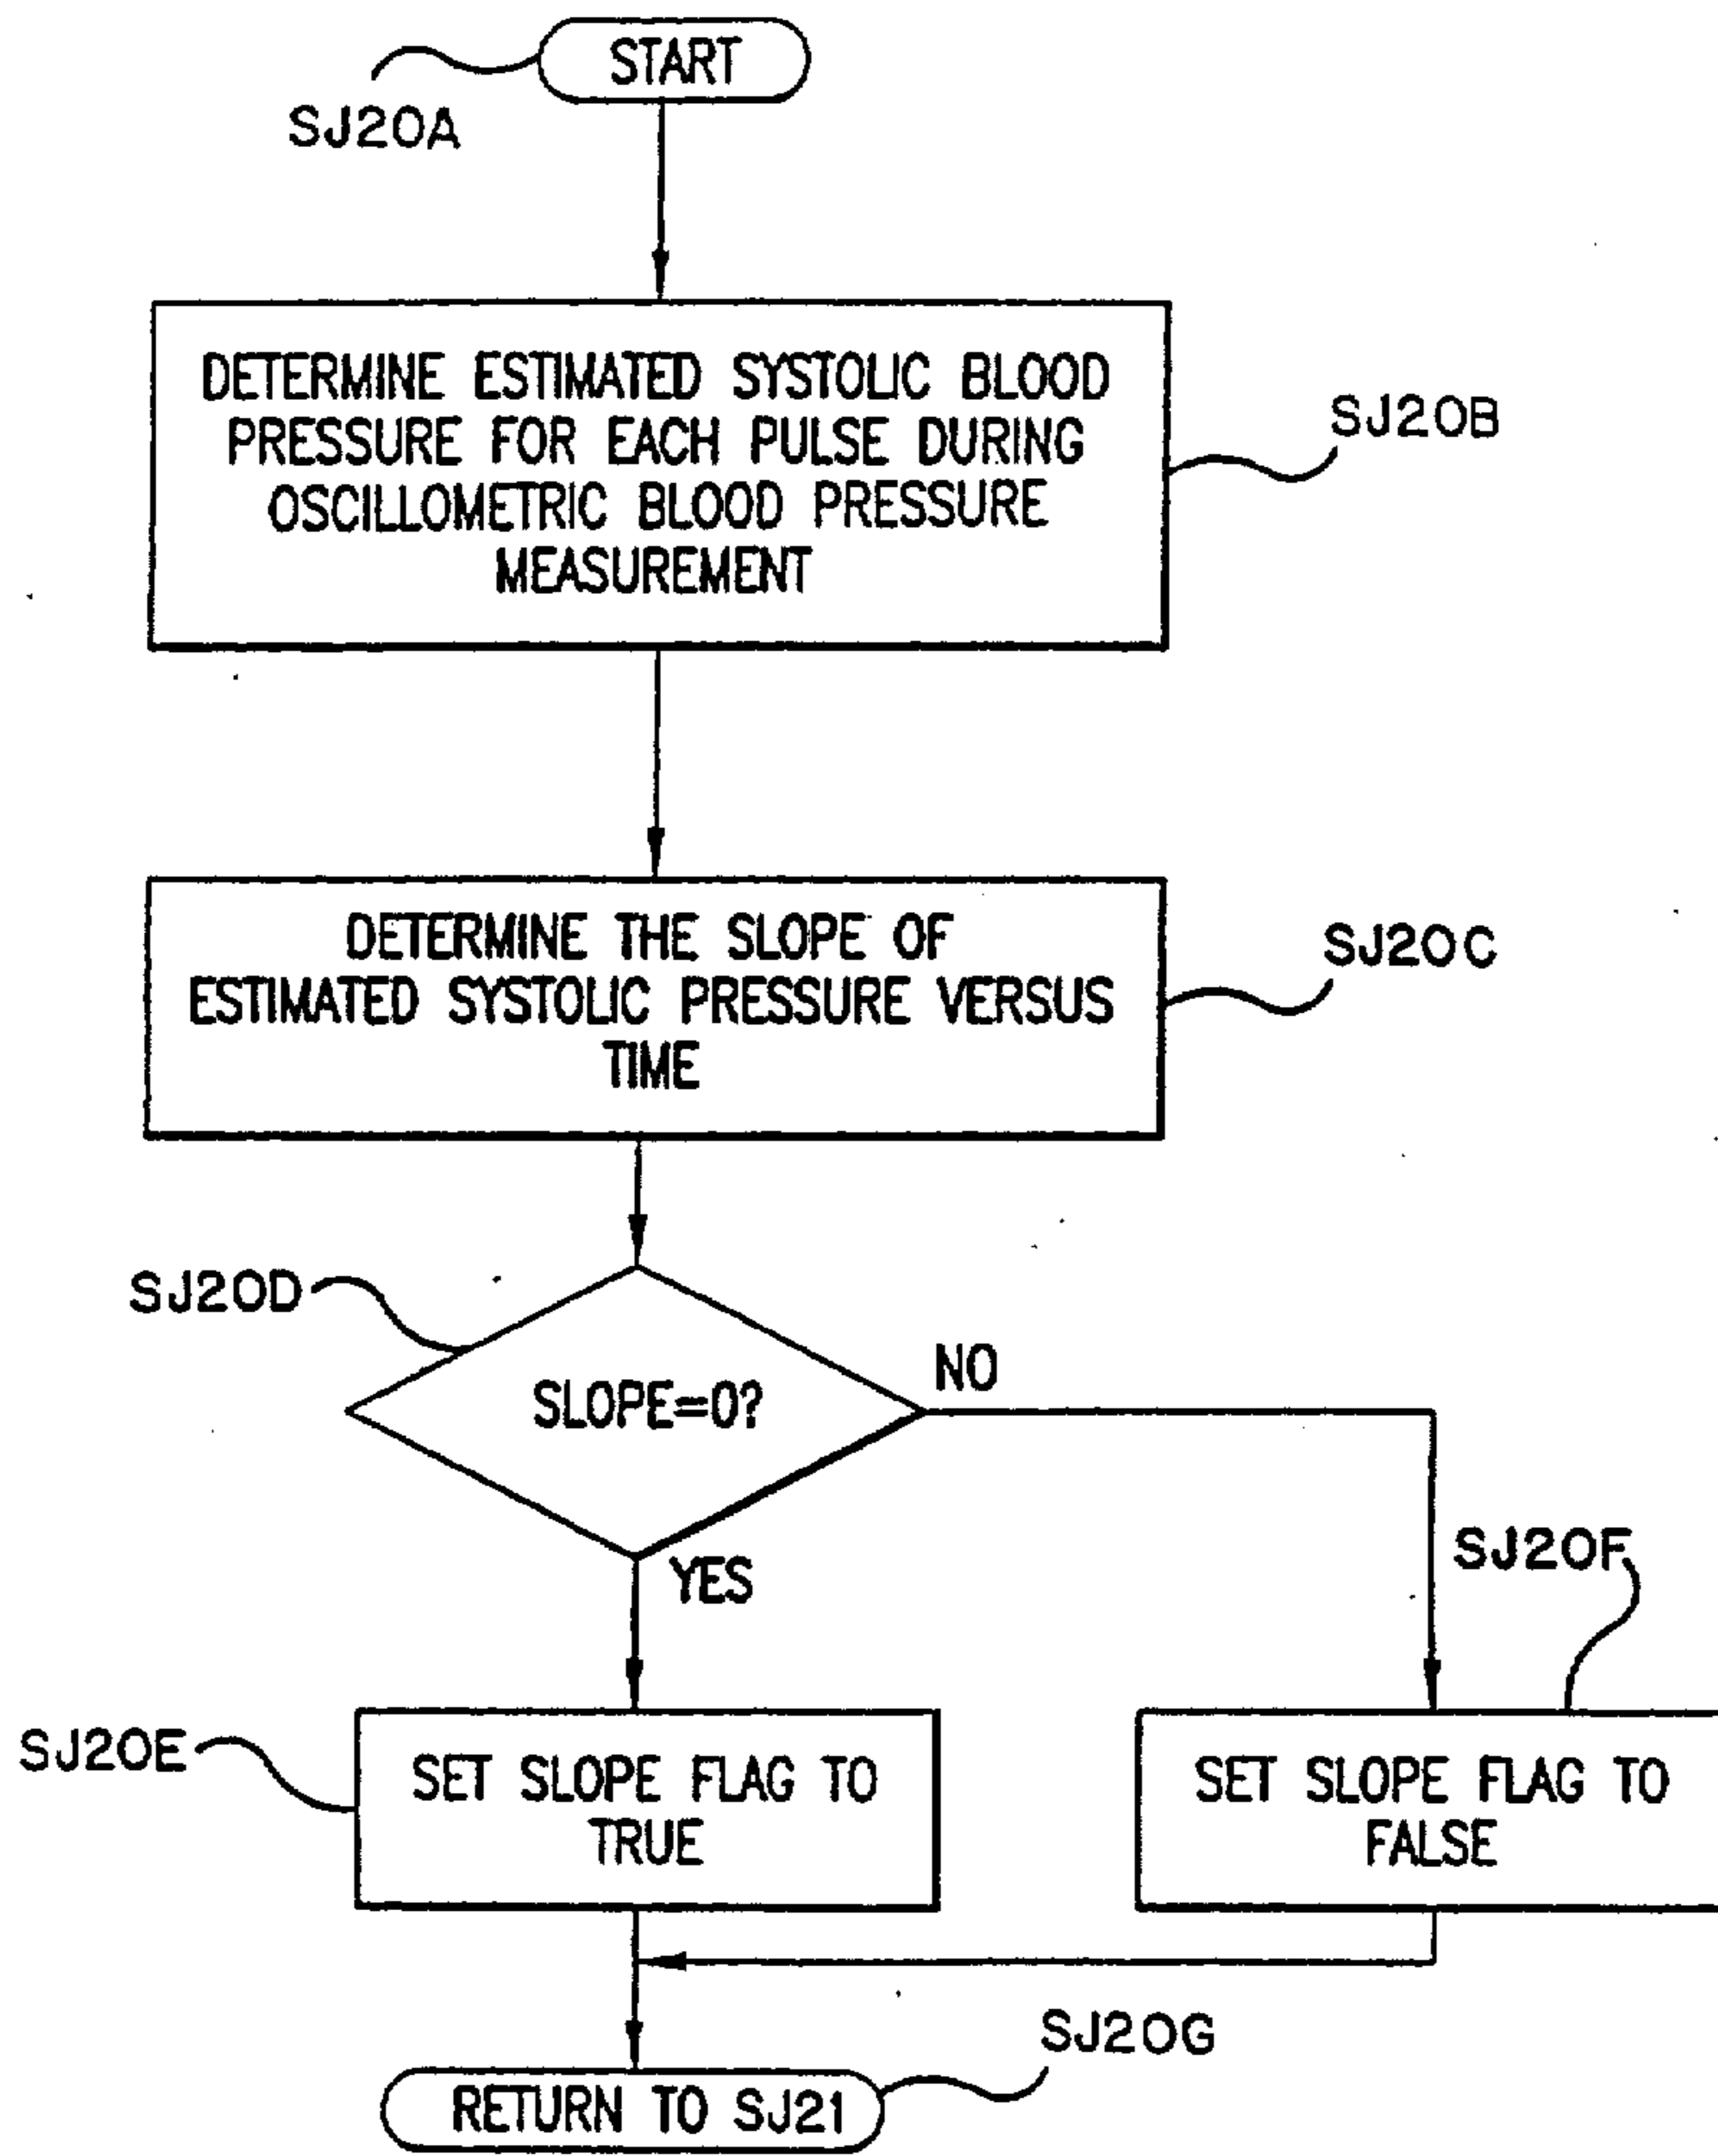 START
SJ20A
DETERMINE ESTIMATED SYSTOLIC BLOOD
PRESSURE FOR EACH PULSE DURING
OSCILLOMETRIC BLOOD PRESSURE
MEASUREMENT
SJ20B
DETERMINE THE SLOPE OF
ESTIMATED SYSTOLIC PRESSURE VERSUS
TIME
SJ20C
SJ20D
SLOPE=0?
NO
YES
SJ20F
SJ20E
SET SLOPE FLAG TO
TRUE
SET SLOPE FLAG TO
FALSE
SJ20G
RETURN TO SJ21